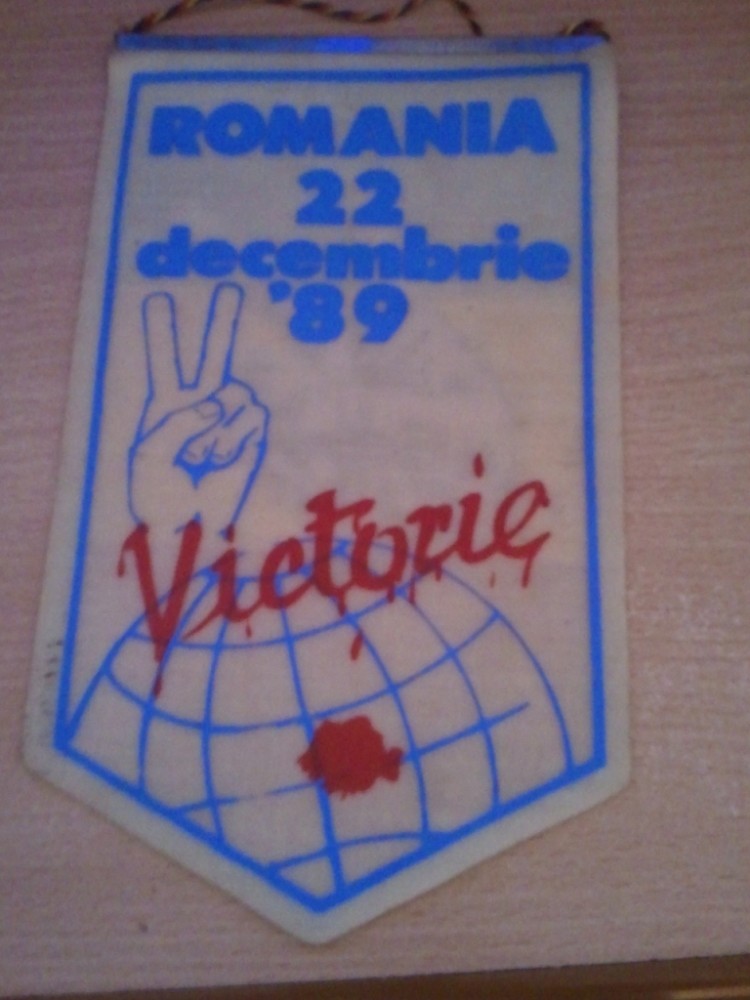 ROMANIA
22
decembrie
'89
Victorie